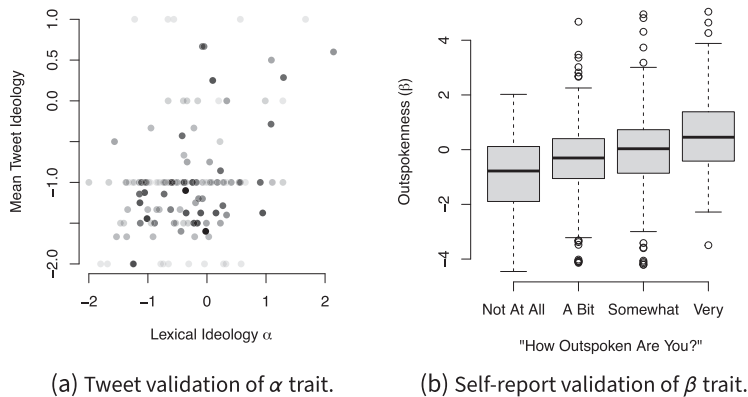 Mean Tweet Ideology
1.0
0.5
0.0
−1.0
−2.0
−2 −1 0 1 2
Lexical Ideology α
(a) Tweet validation of α trait.
Outspokenness (β)
4
2
0
−2
−4
Not At All A Bit Somewhat Very
"How Outspoken Are You?"
(b) Self-report validation of β trait.